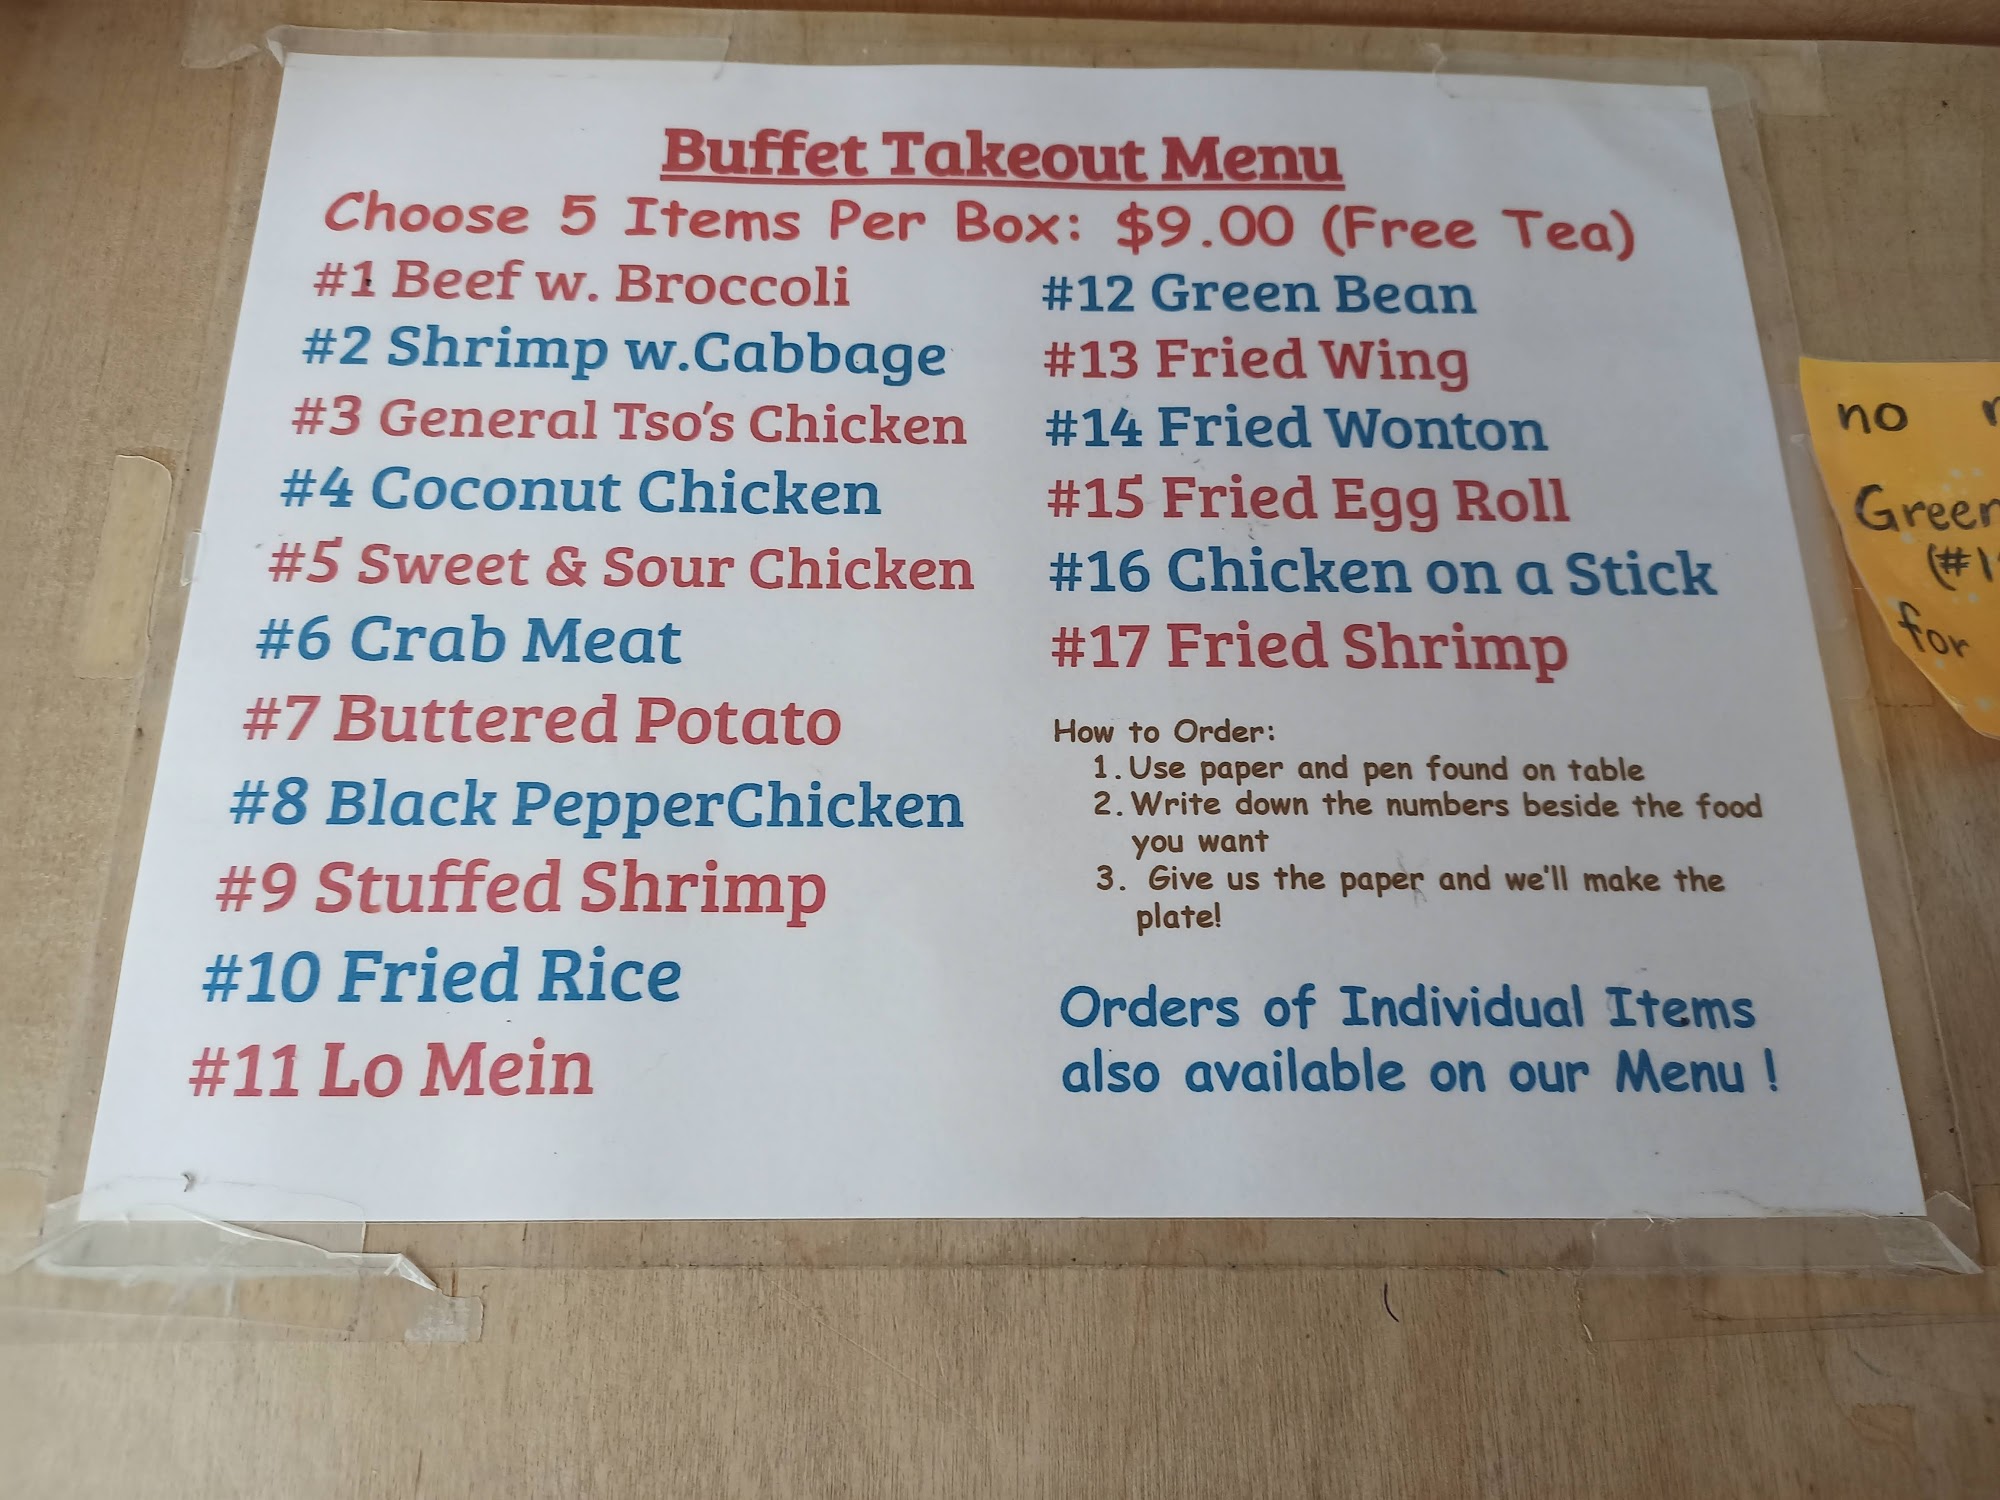 Buffet Takeout Menu
Choose 5 Items Per Box: $9.00 (Free Tea)
#1 Beef w. Broccoli
#2 Shrimp w.Cabbage
#3 General Tso's Chicken
#4 Coconut Chicken
#5 Sweet & Sour Chicken
#6 Crab Meat
#7 Buttered Potato
#8 Black PepperChicken
#9 Stuffed Shrimp
#10 Fried Rice
#11 Lo Mein
#12 Green Bean
#13 Fried Wing
#14 Fried Wonton
#15 Fried Egg Roll
#16 Chicken on a Stick
#17 Fried Shrimp
How to Order:
1. Use paper and pen found on table
2. Write down the numbers beside the food
you want
3. Give us the paper and we'll make the
plate!
Orders of Individual Items
also available on our Menu !
no
Green
for